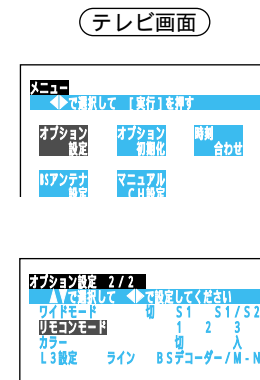 テレビ画面
メニュー
◀▶で選択して [実行]を押す
オプション オプション 時刻
設定 初期化 合わせ
BSアンテナ マニュアル
設定 CH設定
オプション設定 2/2
▲▼で選択して ◀▶で設定してください
ワイドモード 切 S1 S1/S2
リモコンモード 1 2 3
カラー 切 入
L3設定 ライン BSデコーダー/M-N